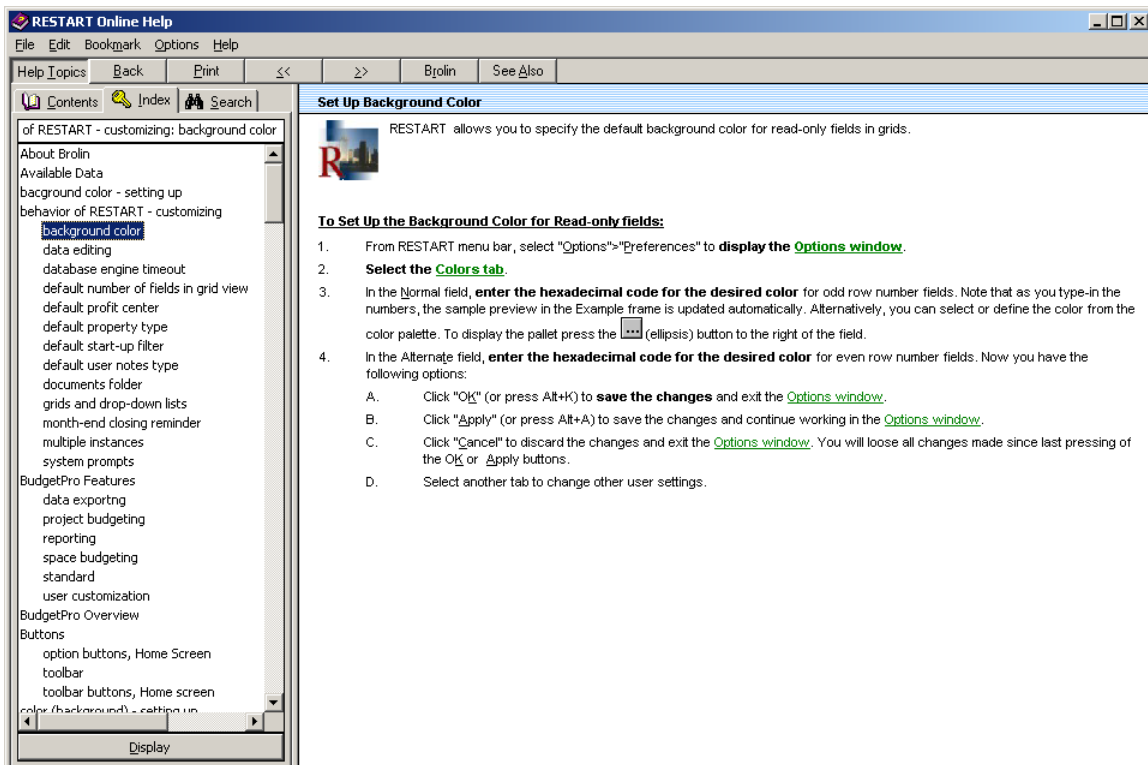 RESTART Online Help
File Edit Bookmark Options Help
Help Topics Back Print << >> Brolin See Also
Contents Index Search
of RESTART - customizing: background color
About Brolin
Available Data
bacground color - setting up
behavior of RESTART - customizing
background color
data editing
database engine timeout
default number of fields in grid view
default profit center
default property type
default start-up filter
default user notes type
documents folder
grids and drop-down lists
month-end closing reminder
multiple instances
system prompts
BudgetPro Features
data exportng
project budgeting
reporting
space budgeting
standard
user customization
BudgetPro Overview
Buttons
option buttons, Home Screen
toolbar
toolbar buttons, Home screen
color (background) - setting up
Display
Set Up Background Color
R
RESTART allows you to specify the default background color for read-only fields in grids.
To Set Up the Background Color for Read-only fields:
1. From RESTART menu bar, select "Options">"Preferences" to display the Options window.
2. Select the Colors tab.
3. In the Normal field, enter the hexadecimal code for the desired color for odd row number fields. Note that as you type-in the
numbers, the sample preview in the Example frame is updated automatically. Alternatively, you can select or define the color from the
color palette. To display the pallet press the ... (ellipsis) button to the right of the field.
4. In the Alternate field, enter the hexadecimal code for the desired color for even row number fields. Now you have the
following options:
A. Click "OK" (or press Alt+K) to save the changes and exit the Options window.
B. Click "Apply" (or press Alt+A) to save the changes and continue working in the Options window.
C. Click "Cancel" to discard the changes and exit the Options window. You will loose all changes made since last pressing of
the OK or Apply buttons.
D. Select another tab to change other user settings.